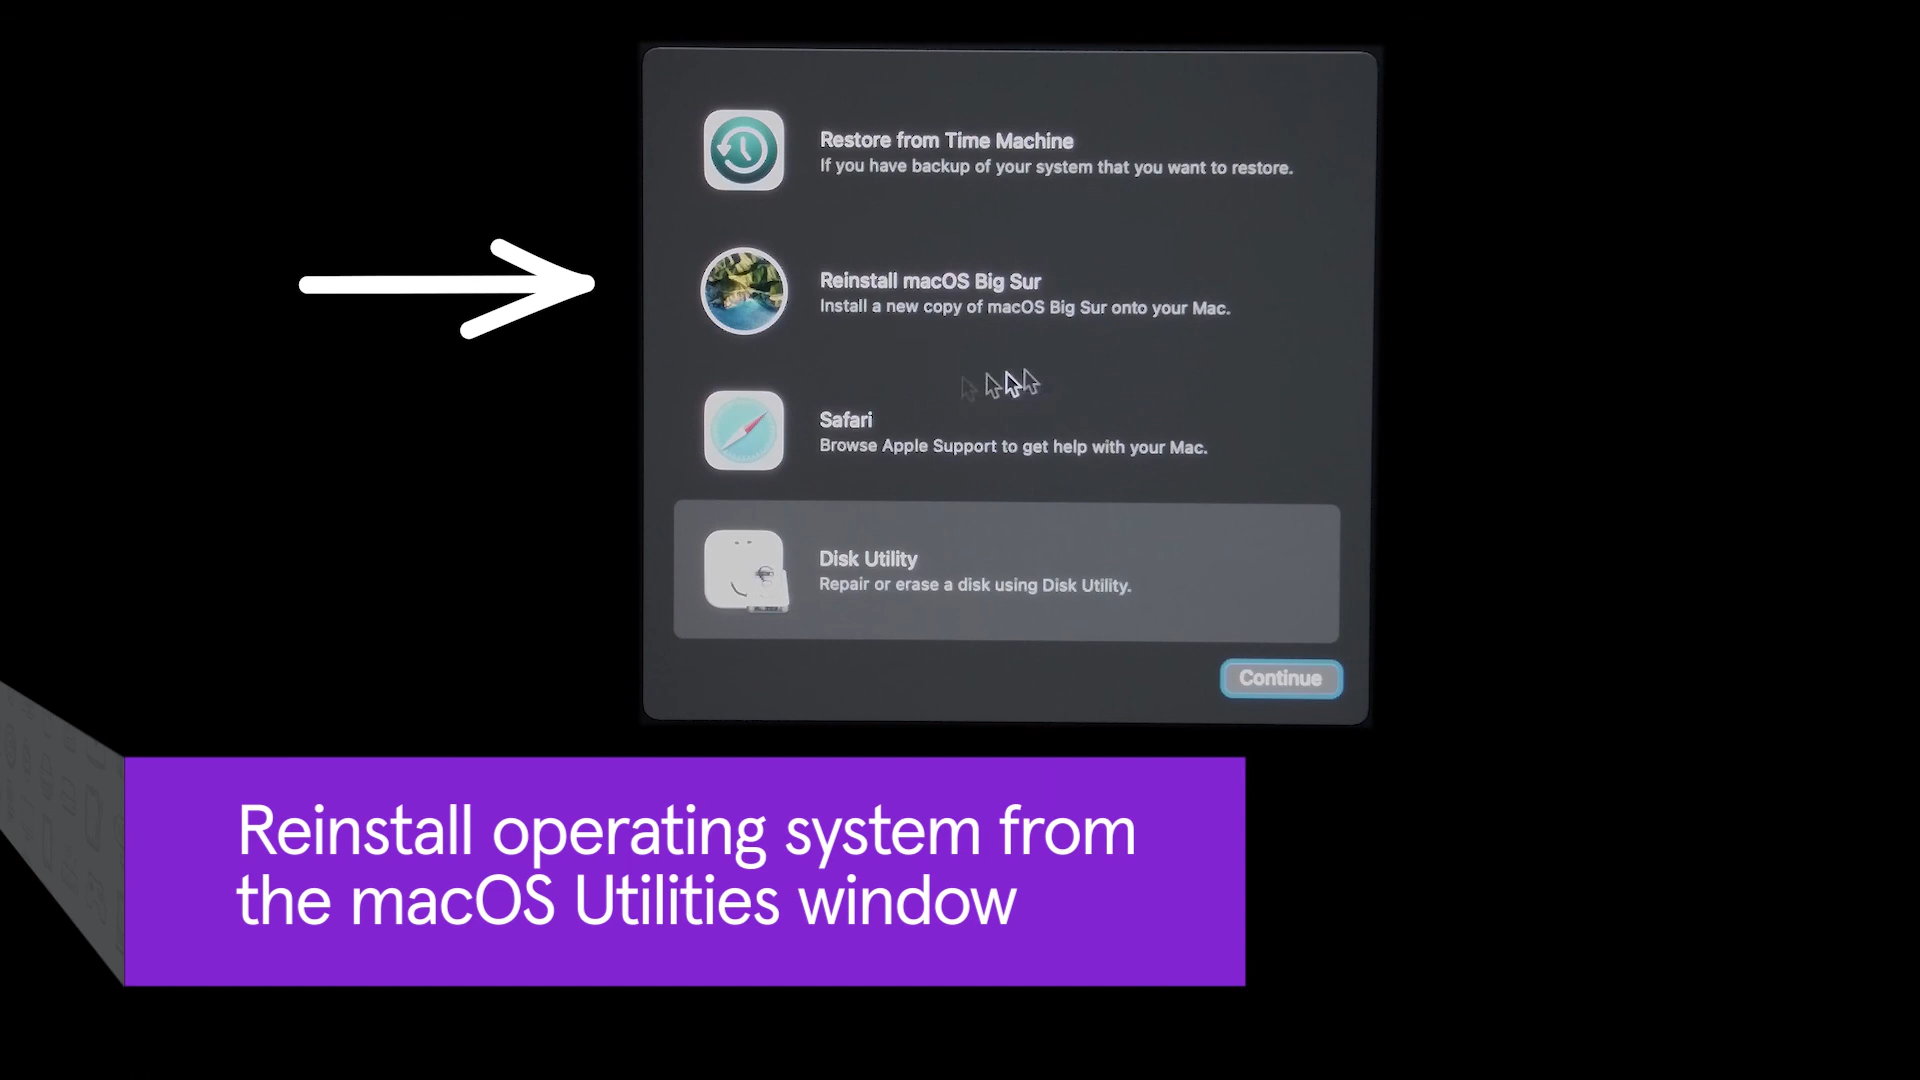 Restore from Time Machine
If you have backup of your system that you want to restore.
Reinstall macOS Big Sur
Install a new copy of macOS Big Sur onto your Mac.
Safari
Browse Apple Support to get help with your Mac.
Disk Utility
Repair or erase a disk using Disk Utility.
Continue
Reinstall operating system from
the macOS Utilities window